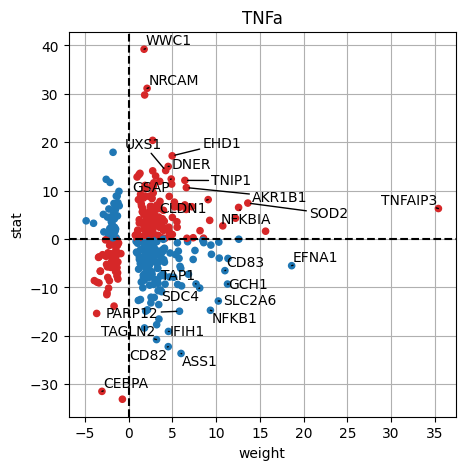 TNFa
WWC1
NRCAM
UXS1
EHD1
DNER
TNIP1
GSAP
AKR1B1
TNFAIP3
CLDN1
SOD2
NFKBIA
CD83
EFNA1
TAP1
GCH1
SDC4
SLC2A6
PARP12
NFKB1
TAGLN2
IFIH1
CD82
ASS1
CEBPA
stat
40
30
20
10
0
−10
−20
−30
−5
0
5
10
15
20
25
30
35
weight